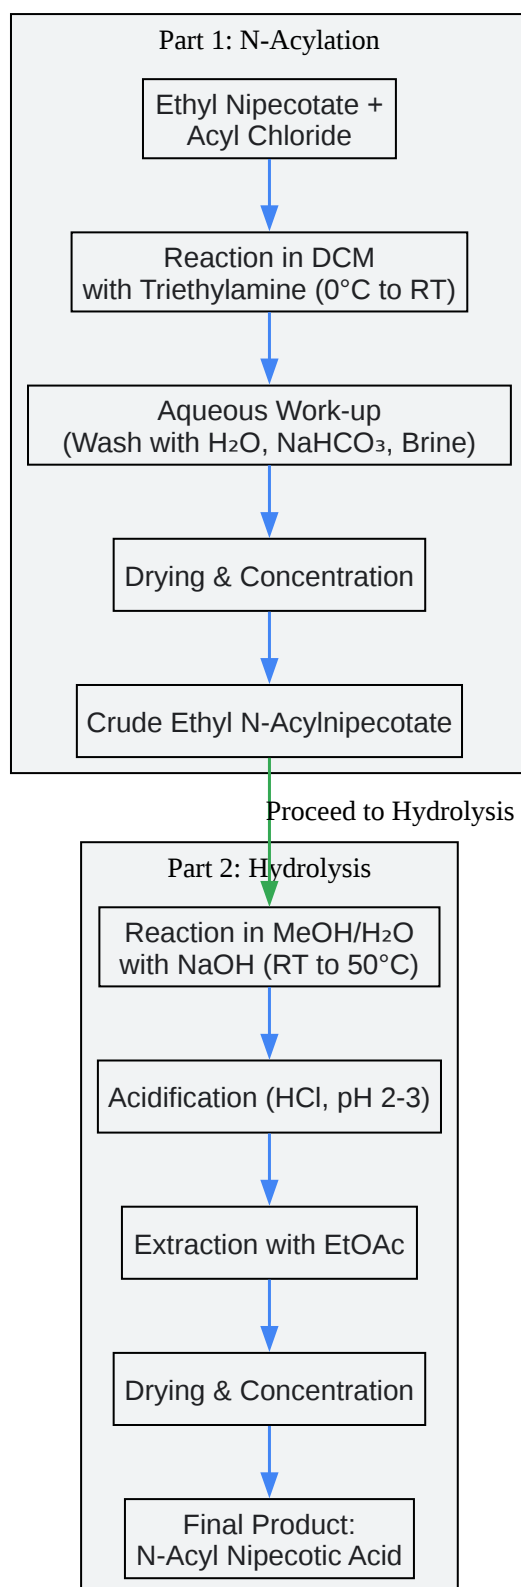 Part 1: N-Acylation
Ethyl Nipecotate +
Acyl Chloride
Reaction in DCM
with Triethylamine (0°C to RT)
Aqueous Work-up
(Wash with H₂O, NaHCO₃, Brine)
Drying & Concentration
Crude Ethyl N-Acylnipecotate
Proceed to Hydrolysis
Part 2: Hydrolysis
Reaction in MeOH/H₂O
with NaOH (RT to 50°C)
Acidification (HCl, pH 2-3)
Extraction with EtOAc
Drying & Concentration
Final Product:
N-Acyl Nipecotic Acid